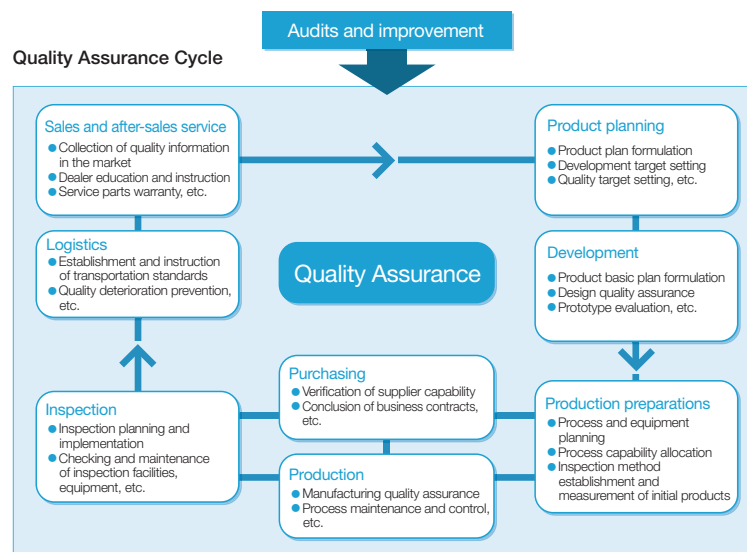 Audits and improvement
Quality Assurance Cycle
Sales and after-sales service
● Collection of quality information
in the market
● Dealer education and instruction
● Service parts warranty, etc.
Product planning
● Product plan formulation
● Development target setting
● Quality target setting, etc.
Logistics
● Establishment and instruction
of transportation standards
● Quality deterioration prevention,
etc.
Quality Assurance
Development
● Product basic plan formulation
● Design quality assurance
● Prototype evaluation, etc.
Purchasing
● Verification of supplier capability
● Conclusion of business contracts,
etc.
Inspection
● Inspection planning and
implementation
● Checking and maintenance
of inspection facilities,
equipment, etc.
Production
● Manufacturing quality assurance
● Process maintenance and control,
etc.
Production preparations
● Process and equipment
planning
● Process capability allocation
● Inspection method
establishment and
measurement of initial products